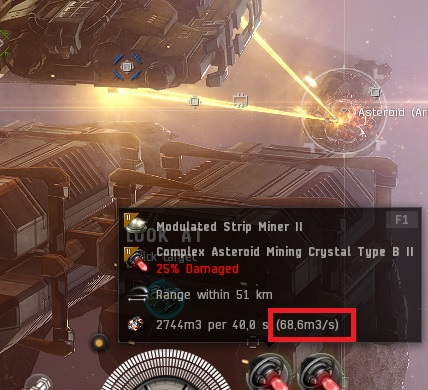 Asteroid (Ar
F1
Modulated Strip Miner II
LOOK AT
Complex Asteroid Mining Crystal Type B II
25% Damaged
Range within 51 km
2744m3 per 40,0 s (68,6m3/s)